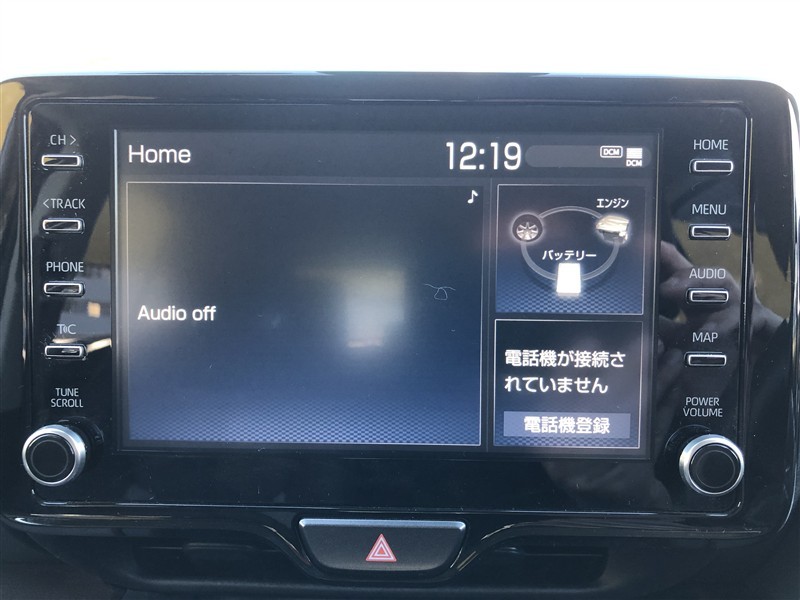 CH >
<TRACK
PHONE
T C
TUNE
SCROLL
Home
12:19
DCM
DCM
♪
Audio off
エンジン
バッテリー
電話機が接続さ
れていません
電話機登録
HOME
MENU
AUDIO
MAP
POWER
VOLUME